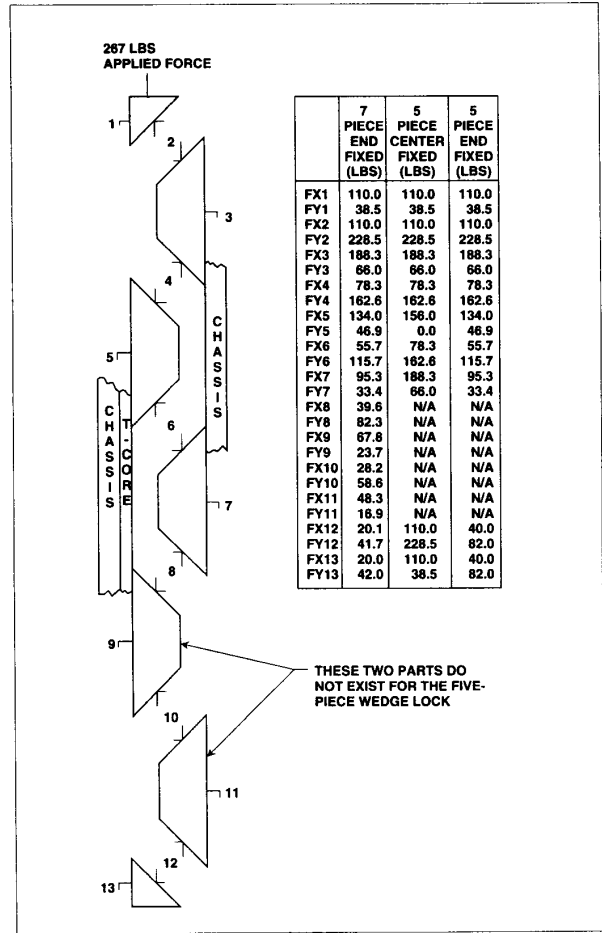 267 LBS
APPLIED FORCE
1
2
3
4
5
6
7
8
9
10
11
12
13
CHASSIS
CHASSIS
T-CORE
7 PIECE END FIXED (LBS) 5 PIECE CENTER FIXED (LBS) 5 PIECE END FIXED (LBS)
FX1 110.0 110.0 110.0
FY1 38.5 38.5 38.5
FX2 110.0 110.0 110.0
FY2 228.5 228.5 228.5
FX3 188.3 188.3 188.3
FY3 66.0 66.0 66.0
FX4 78.3 78.3 78.3
FY4 162.6 162.6 162.6
FX5 134.0 156.0 134.0
FY5 46.9 0.0 46.9
FX6 55.7 78.3 55.7
FY6 115.7 162.6 115.7
FX7 95.3 188.3 95.3
FY7 33.4 66.0 33.4
FX8 39.6 N/A N/A
FY8 82.3 N/A N/A
FX9 67.8 N/A N/A
FY9 23.7 N/A N/A
FX10 28.2 N/A N/A
FY10 58.6 N/A N/A
FX11 48.3 N/A N/A
FY11 16.9 N/A N/A
FX12 20.1 110.0 40.0
FY12 41.7 228.5 82.0
FX13 20.0 110.0 40.0
FY13 42.0 38.5 82.0
THESE TWO PARTS DO
NOT EXIST FOR THE FIVE-
PIECE WEDGE LOCK